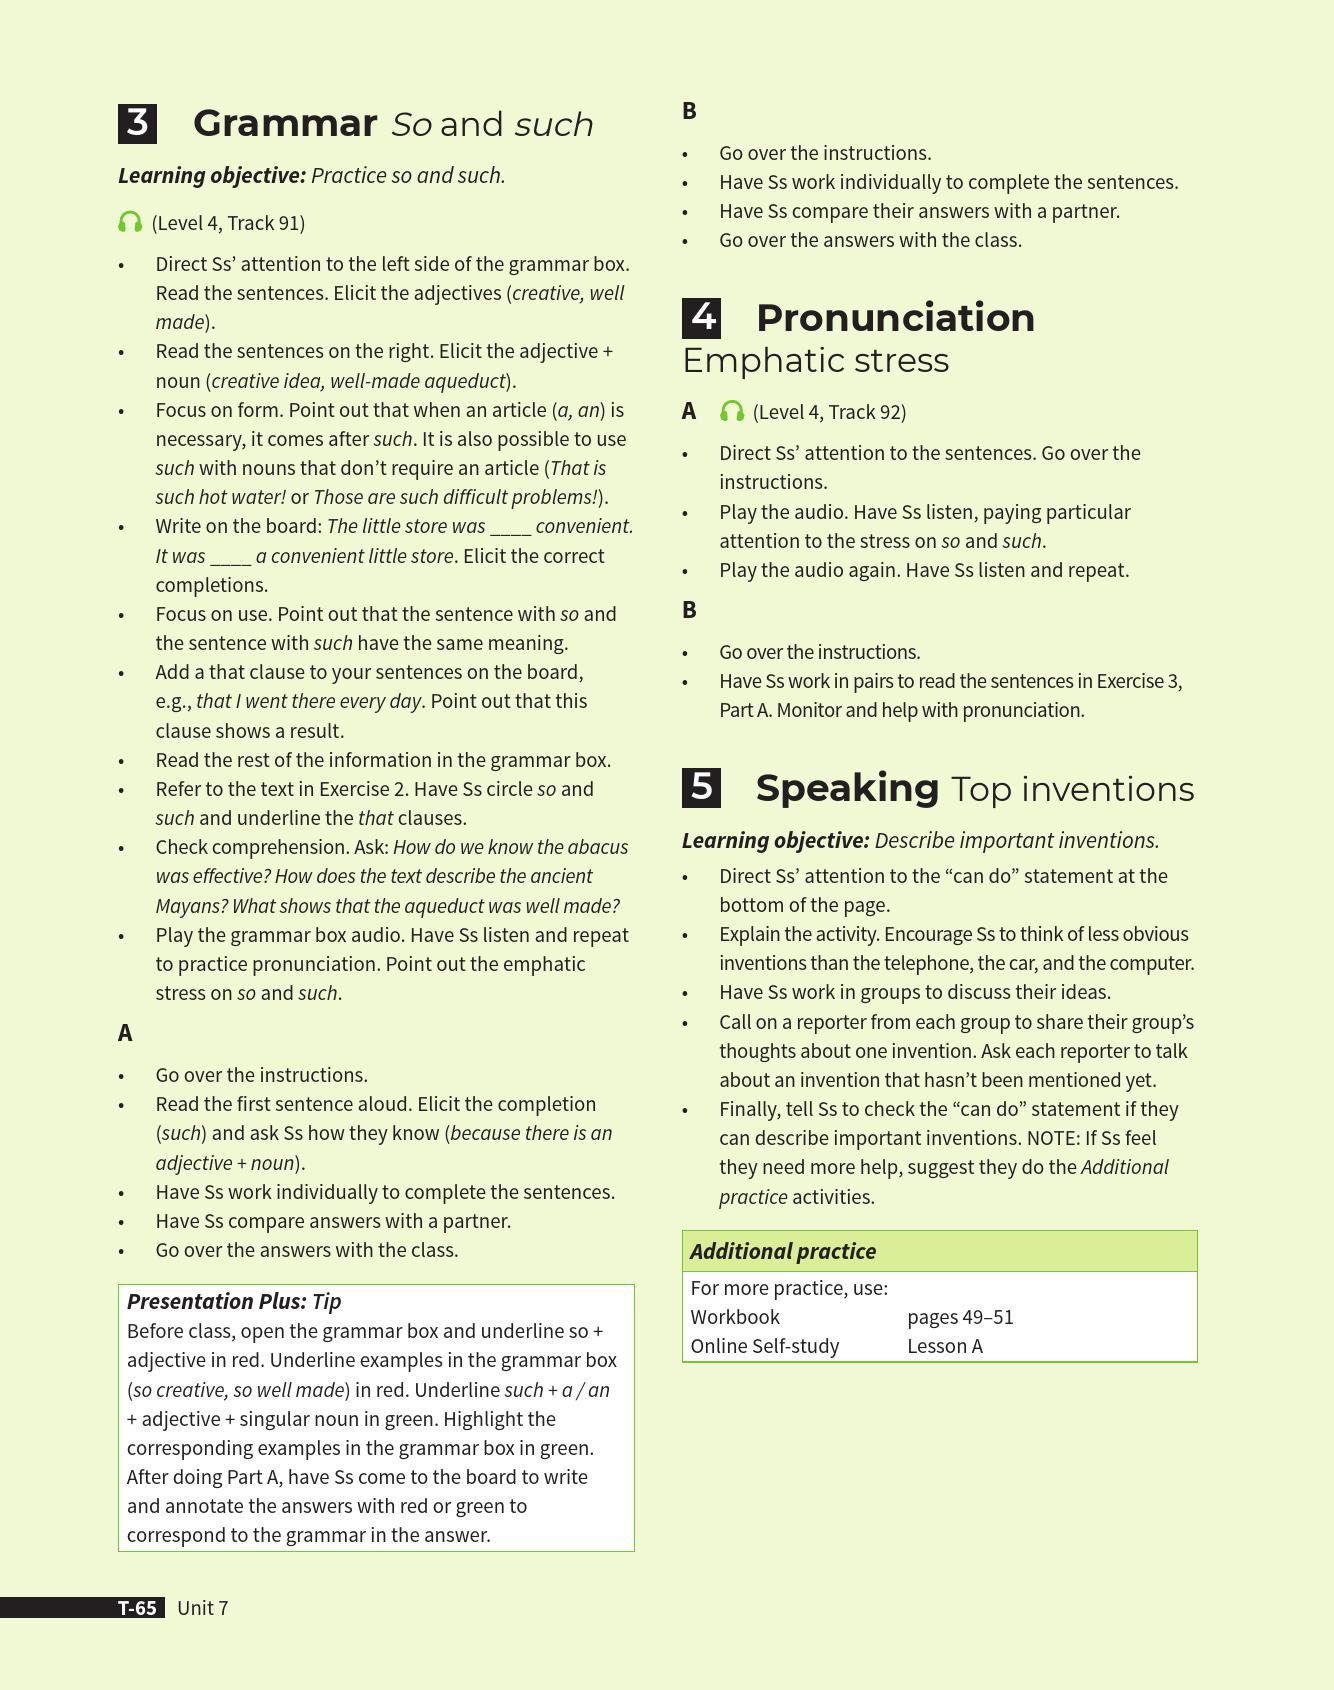 3 Grammar So and such
Learning objective: Practice so and such.
(Level 4, Track 91)
• Direct Ss’ attention to the left side of the grammar box.
Read the sentences. Elicit the adjectives (creative, well
made).
• Read the sentences on the right. Elicit the adjective +
noun (creative idea, well-made aqueduct).
• Focus on form. Point out that when an article (a, an) is
necessary, it comes after such. It is also possible to use
such with nouns that don’t require an article (That is
such hot water! or Those are such difficult problems!).
• Write on the board: The little store was ____ convenient.
It was ____ a convenient little store. Elicit the correct
completions.
• Focus on use. Point out that the sentence with so and
the sentence with such have the same meaning.
• Add a that clause to your sentences on the board,
e.g., that I went there every day. Point out that this
clause shows a result.
• Read the rest of the information in the grammar box.
• Refer to the text in Exercise 2. Have Ss circle so and
such and underline the that clauses.
• Check comprehension. Ask: How do we know the abacus
was effective? How does the text describe the ancient
Mayans? What shows that the aqueduct was well made?
• Play the grammar box audio. Have Ss listen and repeat
to practice pronunciation. Point out the emphatic
stress on so and such.
A
• Go over the instructions.
• Read the first sentence aloud. Elicit the completion
(such) and ask Ss how they know (because there is an
adjective + noun).
• Have Ss work individually to complete the sentences.
• Have Ss compare answers with a partner.
• Go over the answers with the class.
Presentation Plus: Tip
Before class, open the grammar box and underline so +
adjective in red. Underline examples in the grammar box
(so creative, so well made) in red. Underline such + a / an
+ adjective + singular noun in green. Highlight the
corresponding examples in the grammar box in green.
After doing Part A, have Ss come to the board to write
and annotate the answers with red or green to
correspond to the grammar in the answer.
B
• Go over the instructions.
• Have Ss work individually to complete the sentences.
• Have Ss compare their answers with a partner.
• Go over the answers with the class.
4 Pronunciation
Emphatic stress
A (Level 4, Track 92)
• Direct Ss’ attention to the sentences. Go over the
instructions.
• Play the audio. Have Ss listen, paying particular
attention to the stress on so and such.
• Play the audio again. Have Ss listen and repeat.
B
• Go over the instructions.
• Have Ss work in pairs to read the sentences in Exercise 3,
Part A. Monitor and help with pronunciation.
5 Speaking Top inventions
Learning objective: Describe important inventions.
• Direct Ss’ attention to the “can do” statement at the
bottom of the page.
• Explain the activity. Encourage Ss to think of less obvious
inventions than the telephone, the car, and the computer.
• Have Ss work in groups to discuss their ideas.
• Call on a reporter from each group to share their group’s
thoughts about one invention. Ask each reporter to talk
about an invention that hasn’t been mentioned yet.
• Finally, tell Ss to check the “can do” statement if they
can describe important inventions. NOTE: If Ss feel
they need more help, suggest they do the Additional
practice activities.
Additional practice
For more practice, use:
Workbook pages 49–51
Online Self-study Lesson A
T-65 Unit 7